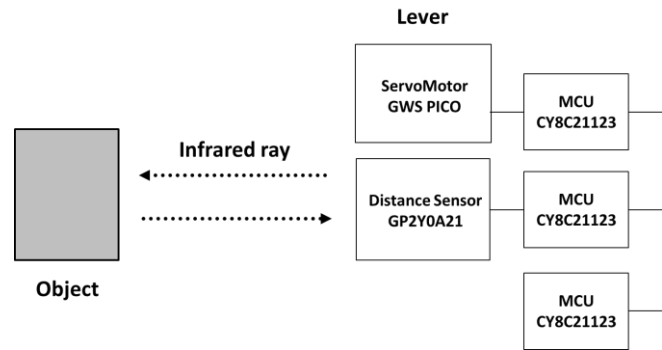 Lever
ServoMotor
GWS PICO
MCU
CY8C21123
Infrared ray
Distance Sensor
GP2Y0A21
MCU
CY8C21123
Object
MCU
CY8C21123